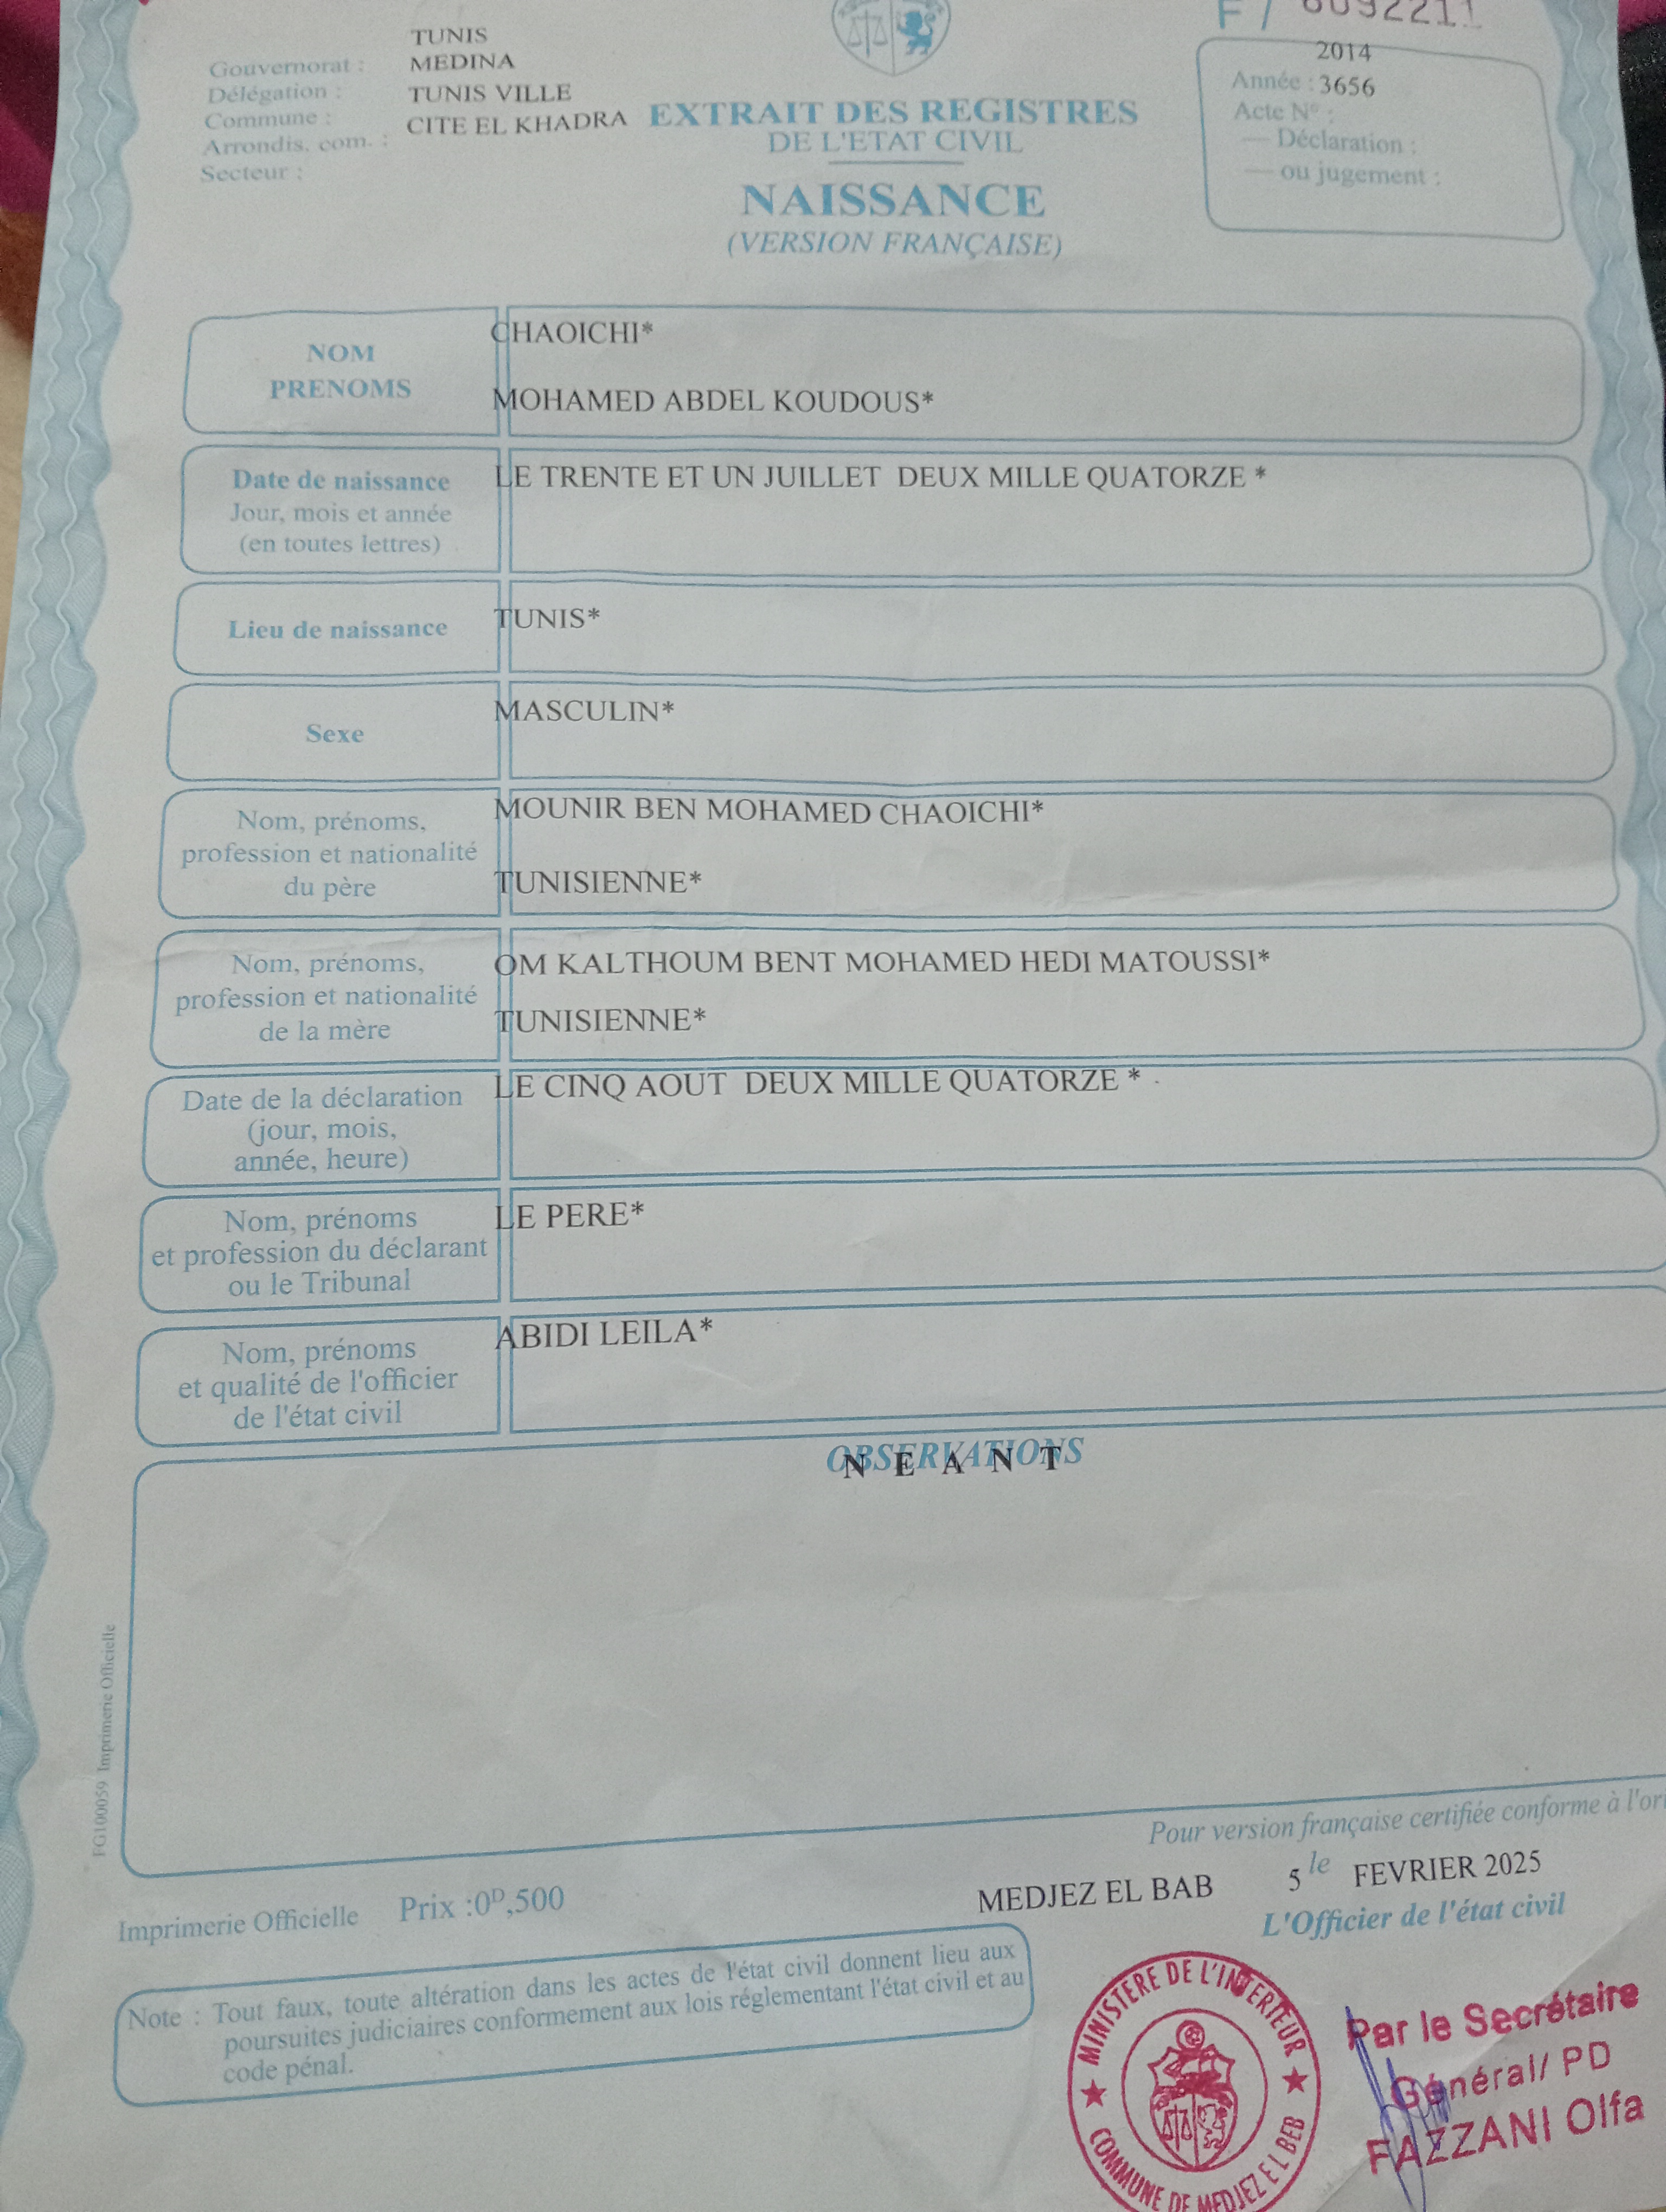 TUNIS
Gouvernorat : MEDINA
Délégation : TUNIS VILLE
Commune : CITE EL KHADRA
Arrondis. com. :
Secteur :
EXTRAIT DES REGISTRES
DE L'ETAT CIVIL
NAISSANCE
(VERSION FRANÇAISE)
F /
2014
Année : 3656
Acte N° :
— Déclaration :
— ou jugement :
NOM
PRENOMS
CHAOICHI*
MOHAMED ABDEL KOUDOUS*
Date de naissance
Jour, mois et année
(en toutes lettres)
LE TRENTE ET UN JUILLET DEUX MILLE QUATORZE *
Lieu de naissance
TUNIS*
Sexe
MASCULIN*
Nom, prénoms,
profession et nationalité
du père
MOUNIR BEN MOHAMED CHAOICHI*
TUNISIENNE*
Nom, prénoms,
profession et nationalité
de la mère
OM KALTHOUM BENT MOHAMED HEDI MATOUSSI*
TUNISIENNE*
Date de la déclaration
(jour, mois,
année, heure)
LE CINQ AOUT DEUX MILLE QUATORZE *
Nom, prénoms
et profession du déclarant
ou le Tribunal
LE PERE*
Nom, prénoms
et qualité de l'officier
de l'état civil
ABIDI LEILA*
OBSERVATIONS
N E A N T
FG100059 Imprimerie Officielle
Pour version française certifiée conforme à l'ori
MEDJEZ EL BAB 5 le FEVRIER 2025
L'Officier de l'état civil
Imprimerie Officielle Prix :0D,500
Note : Tout faux, toute altération dans les actes de l'état civil donnent lieu aux
poursuites judiciaires conformement aux lois réglementant l'état civil et au
code pénal.
MINISTERE DE L'INTERIEUR
COMMUNE DE MEDJEZ EL BEB
Par le Secrétaire
Général/ PD
FAZZANI Olfa